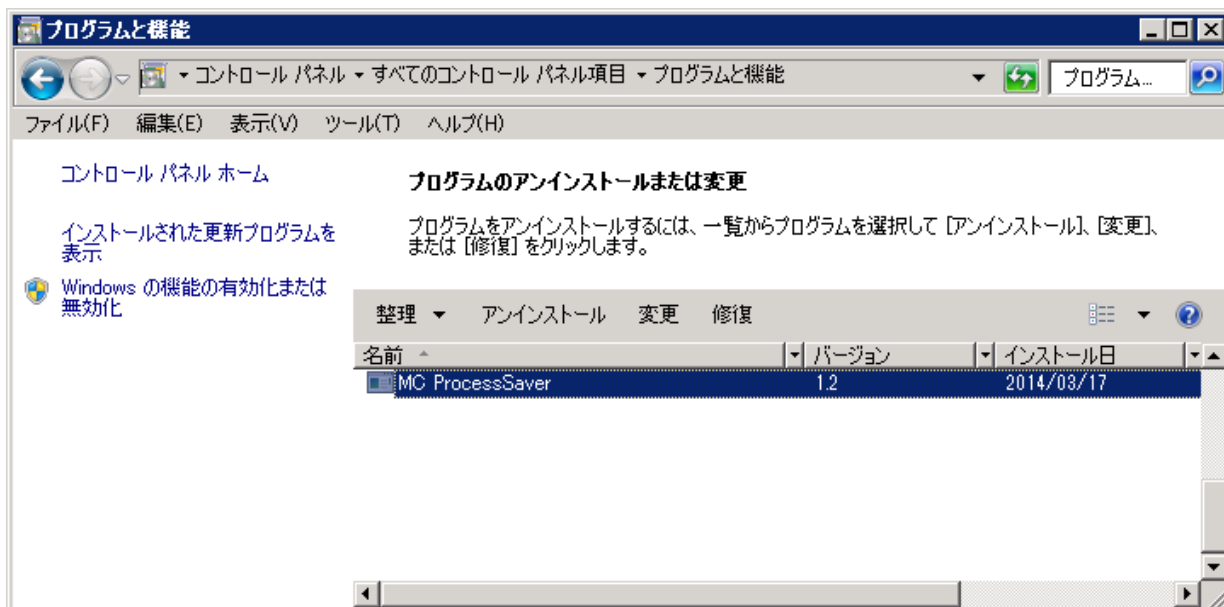 プログラムと機能
コントロール パネル ▾ すべてのコントロール パネル項目 ▾ プログラムと機能
プログラム...
ファイル(F) 編集(E) 表示(V) ツール(T) ヘルプ(H)
コントロール パネル ホーム
インストールされた更新プログラムを
表示
Windows の機能の有効化または
無効化
プログラムのアンインストールまたは変更
プログラムをアンインストールするには、一覧からプログラムを選択して [アンインストール]、[変更]、
または [修復] をクリックします。
整理 アンインストール 変更 修復
名前 バージョン インストール日
MC ProcessSaver 1.2 2014/03/17